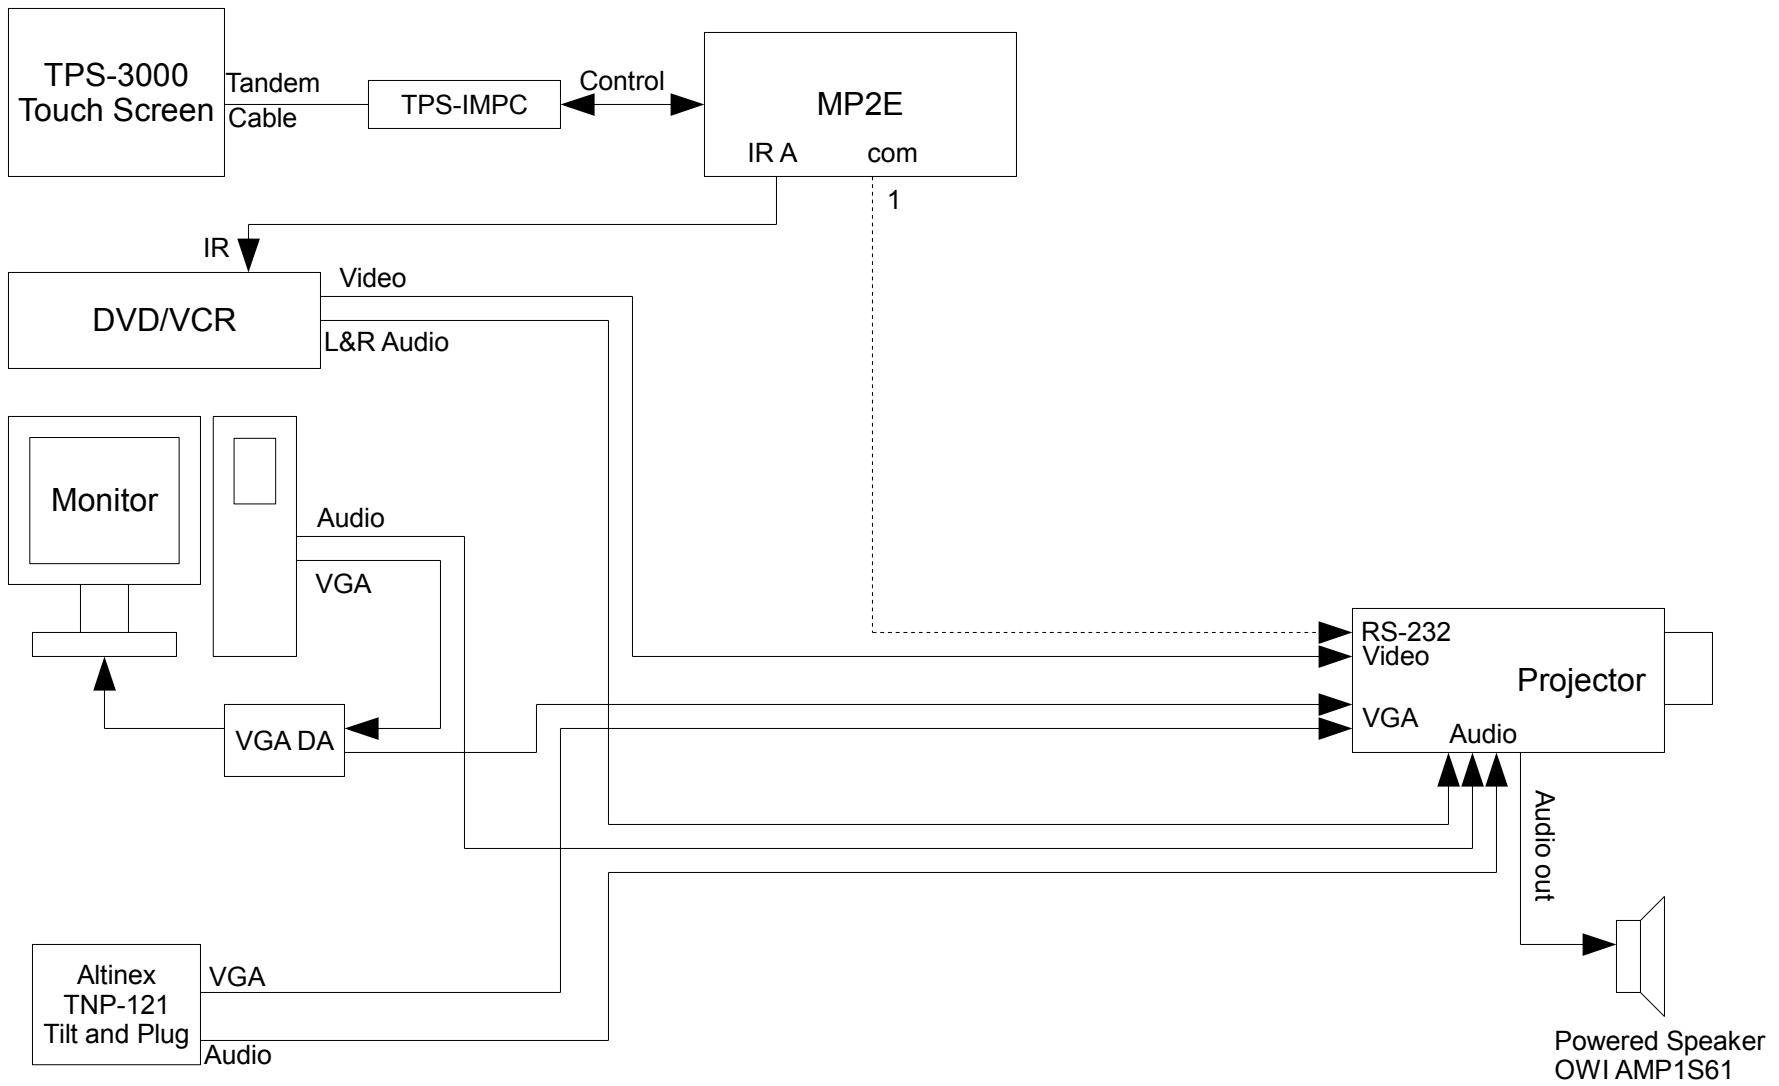 TPS-3000
Touch Screen
Tandem
Cable
TPS-IMPC
Control
MP2E
IR A
com
1
IR
DVD/VCR
Video
L&R Audio
Monitor
Audio
VGA
VGA DA
RS-232
Video
Projector
VGA
Audio
Audio out
Altinex
TNP-121
Tilt and Plug
VGA
Audio
Powered Speaker
OWI AMP1S61